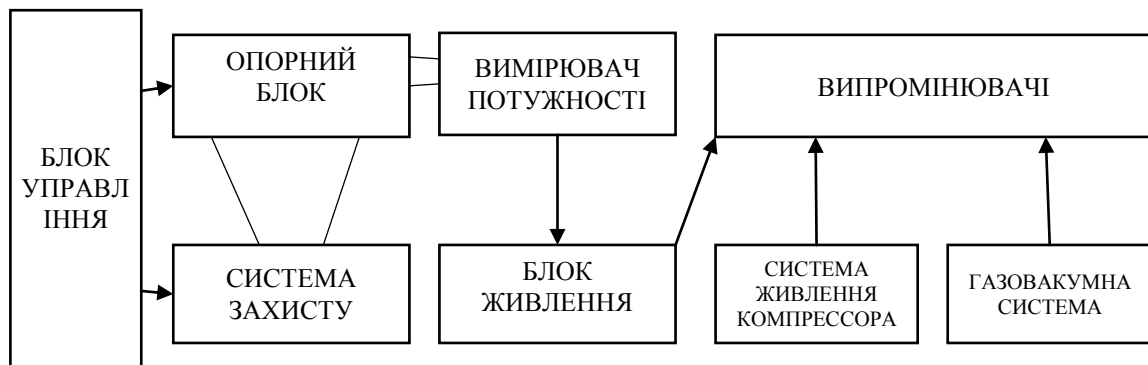 БЛОК
УПРАВЛ
ІННЯ
ОПОРНИЙ
БЛОК
ВИМІРЮВАЧ
ПОТУЖНОСТІ
ВИПРОМІНЮВАЧІ
СИСТЕМА
ЗАХИСТУ
БЛОК
ЖИВЛЕННЯ
СИСТЕМА
ЖИВЛЕННЯ
КОМПРЕССОРА
ГАЗОВАКУМНА
СИСТЕМА